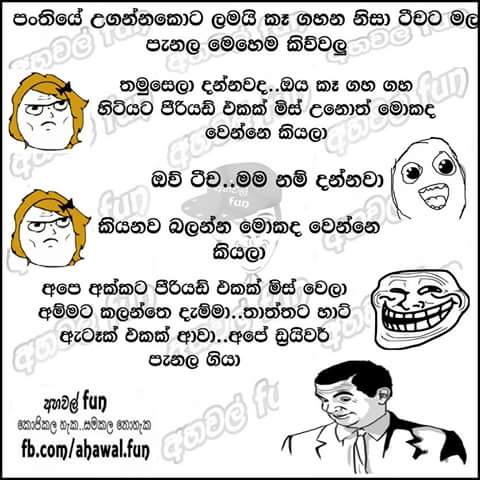 පංතියේ උගන්නකොට ලමයි කෑ ගහන නිසා ටීචට මල
පැනල මෙහෙම කිව්වලු
තමුසෙලා දන්නවද..ඔය කෑ ගහ ගහ
හිටියට පීරියඩ් එකක් මිස් උනොත් මොකද
වෙන්නෙ කියලා
ඔව් ටීච..මම නම් දන්නවා
කියනව බලන්න මොකද වෙන්නෙ
කියලා
අපෙ අක්කට පීරියඩ් එකක් මිස් වෙලා
අම්මට කලන්තෙ දැම්මා..තාත්තට හාට්
ඇටෑක් එකක් ආවා..අපේ ඩ්‍රයිවර්
පැනල ගියා
අහවල් fun
කොපිකල හැක..සමකල නොහැක
fb.com/ahawal.fun